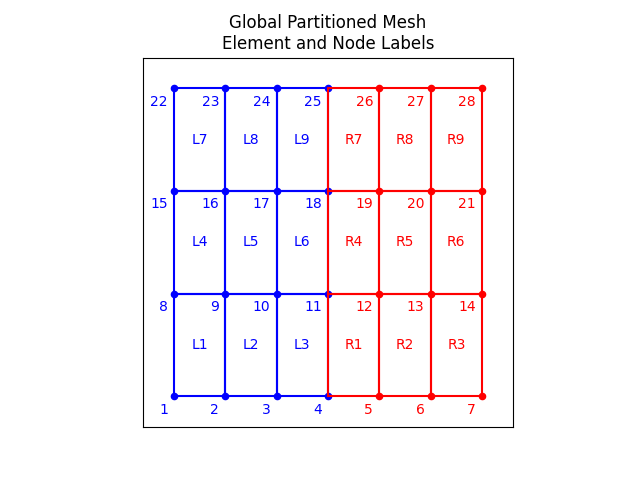 Global Partitioned Mesh
Element and Node Labels
22 23 24 25 26 27 28
L7 L8 L9 R7 R8 R9
15 16 17 18 19 20 21
L4 L5 L6 R4 R5 R6
8 9 10 11 12 13 14
L1 L2 L3 R1 R2 R3
1 2 3 4 5 6 7